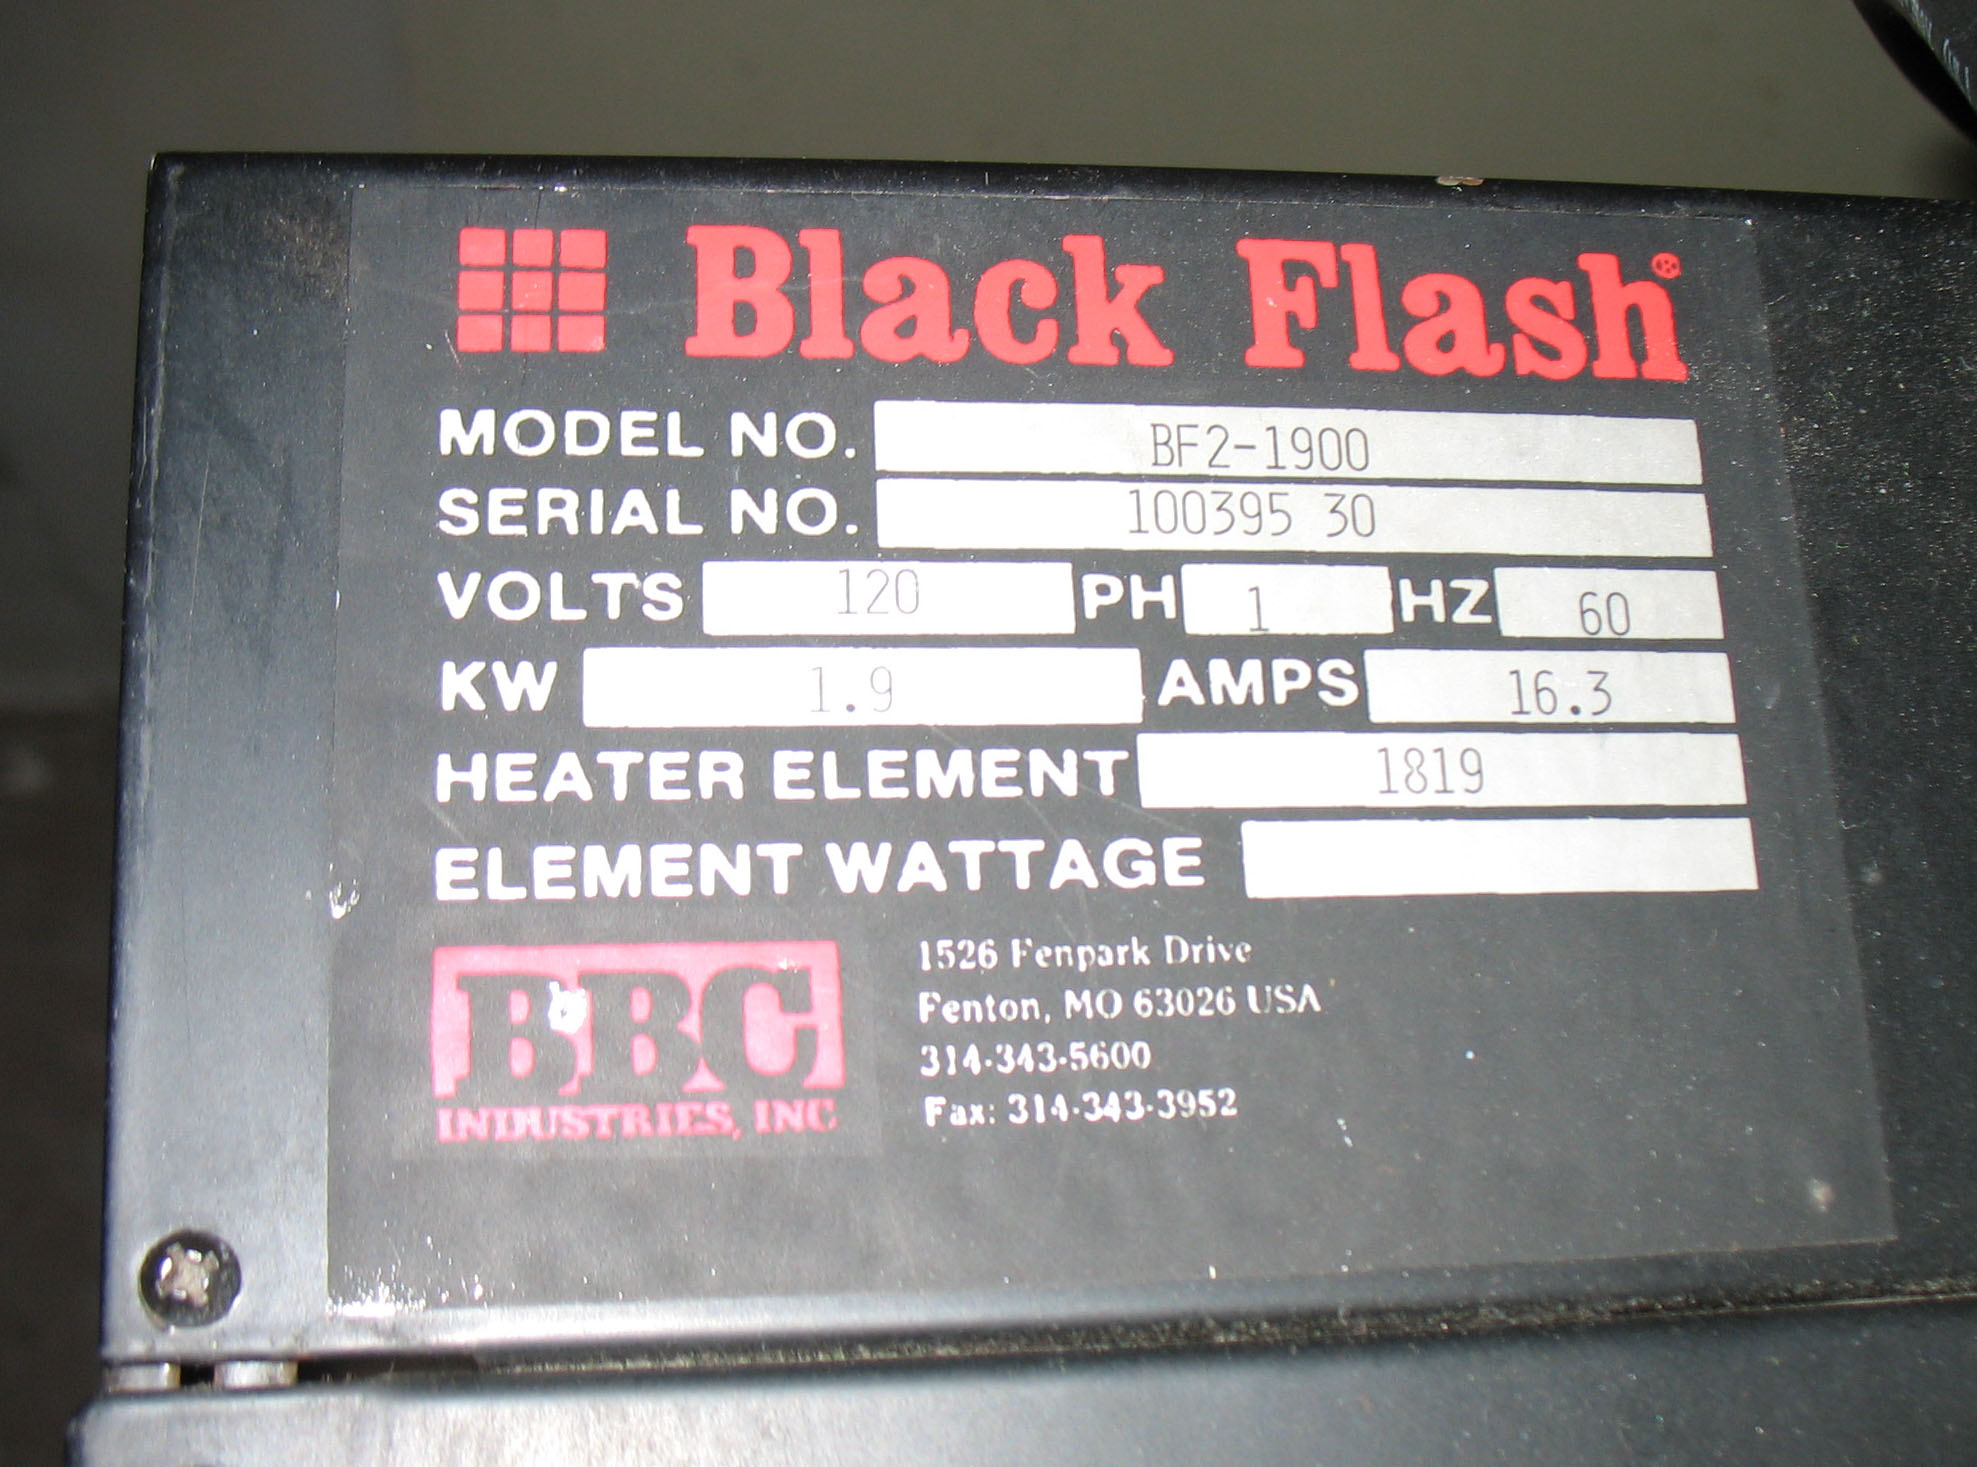 Black Flash®
MODEL NO. BF2-1900
SERIAL NO. 100395 30
VOLTS 120 PH 1 HZ 60
KW 1.9 AMPS 16.3
HEATER ELEMENT 1819
ELEMENT WATTAGE
BBC
INDUSTRIES, INC
1526 Fenpark Drive
Fenton, MO 63026 USA
314-343-5600
Fax: 314-343-3952